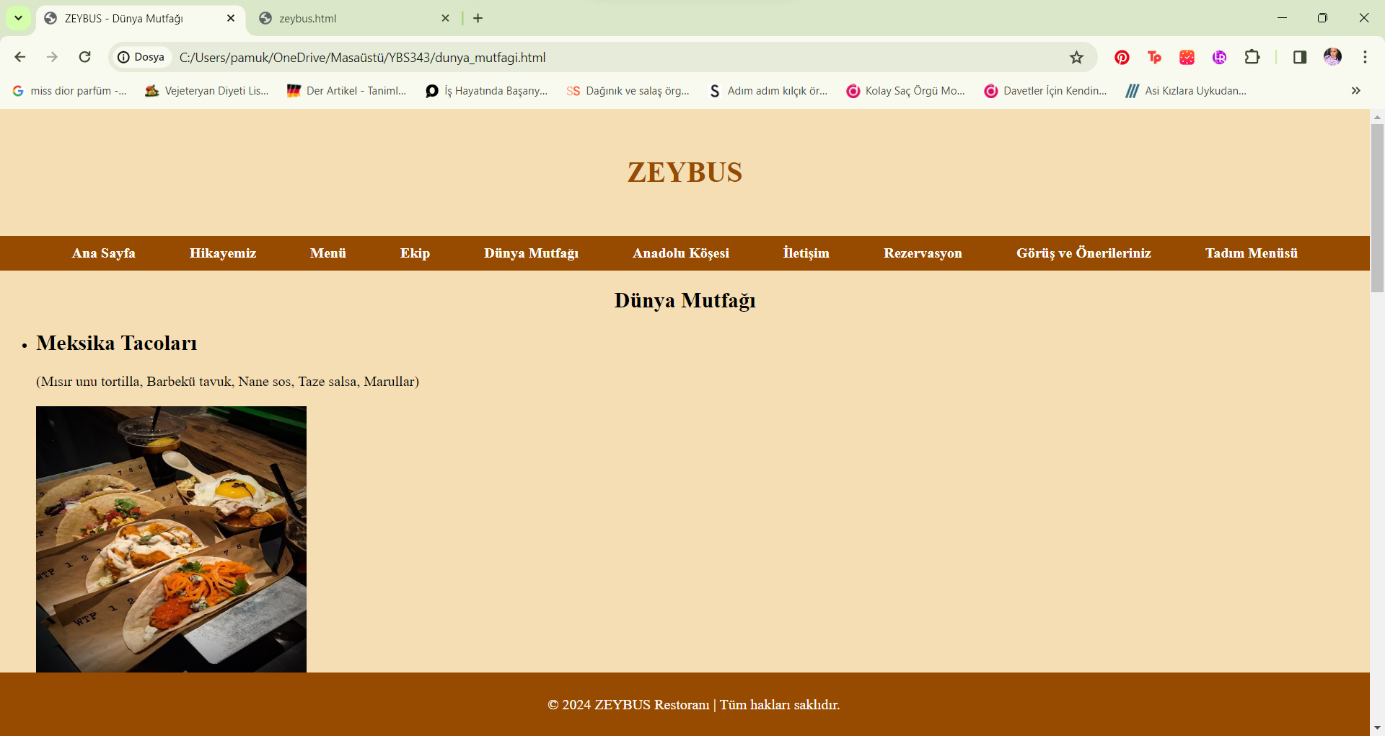 ZEYBUS - Dünya Mutfağı
zeybus.html
Dosya
C:/Users/pamuk/OneDrive/Masaüstü/YBS343/dunya_mutfagi.html
miss dior parfüm -...
Vejeteryan Diyeti Lis...
Der Artikel - Taniml...
İş Hayatında Başarıy...
Dağınık ve salaş örg...
Adım adım kılçık ör...
Kolay Saç Örgü Mo...
Davetler İçin Kendin...
Asi Kızlara Uykudan...
ZEYBUS
Ana Sayfa Hikayemiz Menü Ekip Dünya Mutfağı Anadolu Köşesi İletişim Rezervasyon Görüş ve Önerileriniz Tadım Menüsü
Dünya Mutfağı
• Meksika Tacoları
(Mısır unu tortilla, Barbekü tavuk, Nane sos, Taze salsa, Marullar)
© 2024 ZEYBUS Restoranı | Tüm hakları saklıdır.